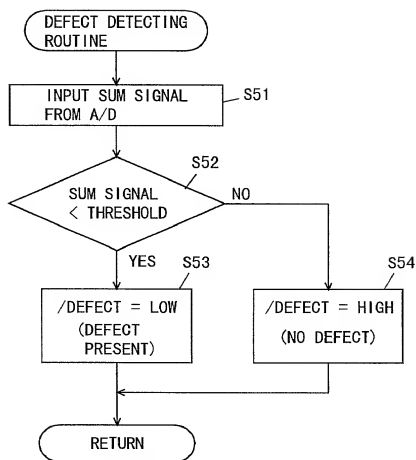 DEFECT DETECTING
ROUTINE
INPUT SUM SIGNAL
FROM A/D
S51
SUM SIGNAL
< THRESHOLD
S52
NO
YES
S53
/DEFECT = LOW
(DEFECT
PRESENT)
S54
/DEFECT = HIGH
(NO DEFECT)
RETURN